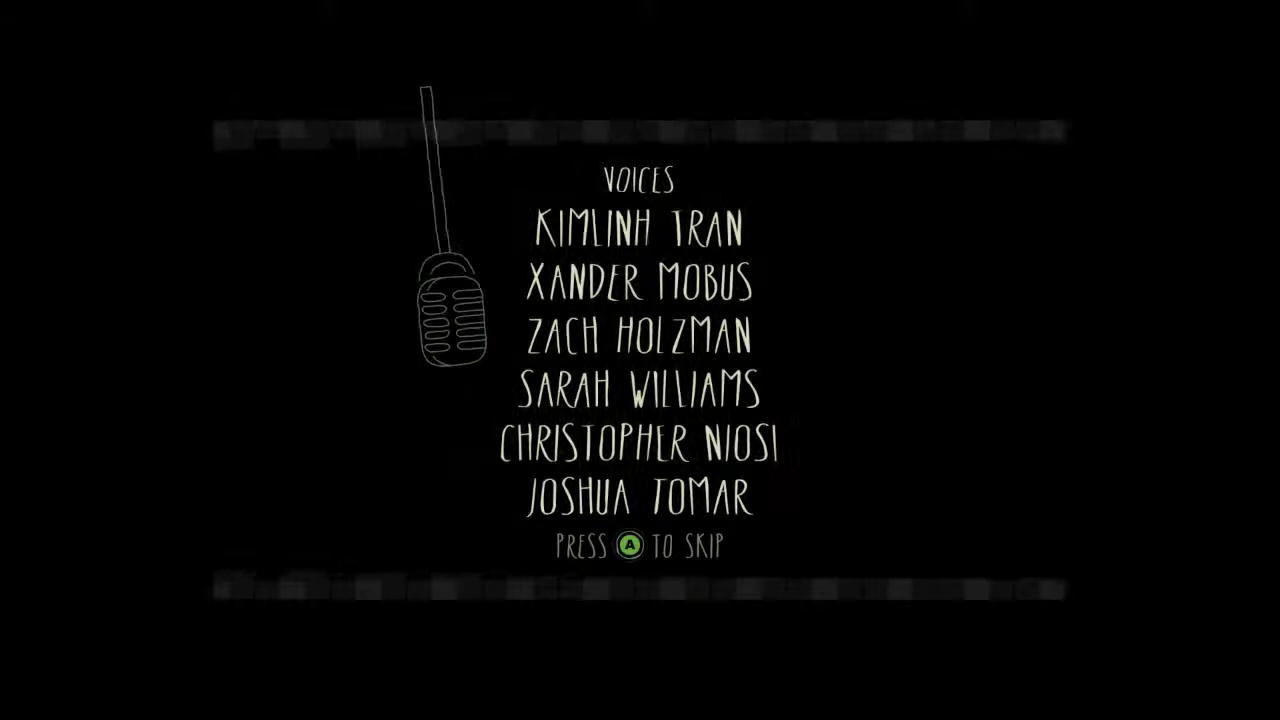 VOICES
KIMLINH TRAN
XANDER MOBUS
ZACH HOLZMAN
SARAH WILLIAMS
CHRISTOPHER NIOSI
JOSHUA TOMAR
PRESS A TO SKIP